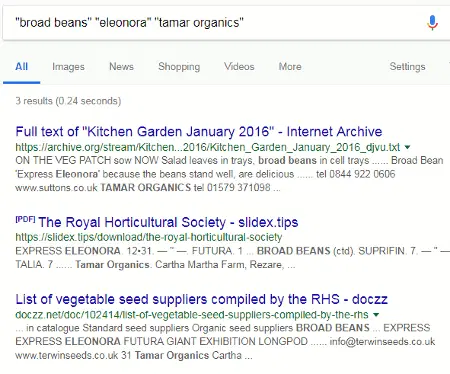 "broad beans" "eleonora" "tamar organics"
All Images News Shopping Videos More Settings
3 results (0.24 seconds)
Full text of "Kitchen Garden January 2016" - Internet Archive
https://archive.org/stream/Kitchen...2016/Kitchen_Garden_January_2016_djvu.txt
ON THE VEG PATCH sow NOW Salad leaves in trays, broad beans in cell trays ...... Broad Bean
'Express Eleonora' because the beans stand well, are delicious ...... tel 0844 922 0606
www.suttons.co.uk TAMAR ORGANICS tel 01579 371098 ...
[PDF] The Royal Horticultural Society - slidex.tips
https://slidex.tips/download/the-royal-horticultural-society
EXPRESS ELEONORA. 12•31. — " —. FUTURA. 1 ... BROAD BEANS (ctd). SUPRIFIN. 7. — " —
TALIA. 7 ...... Tamar Organics. Cartha Martha Farm, Rezare, ...
List of vegetable seed suppliers compiled by the RHS - doczz
doczz.net/doc/102414/list-of-vegetable-seed-suppliers-compiled-by-the-rhs
... in catalogue Standard seed suppliers Organic seed suppliers BROAD BEANS ... EXPRESS
EXPRESS ELEONORA FUTURA GIANT EXHIBITION LONGPOD ...... info@terwinseeds.co.uk
www.terwinseeds.co.uk 31 Tamar Organics Cartha ...